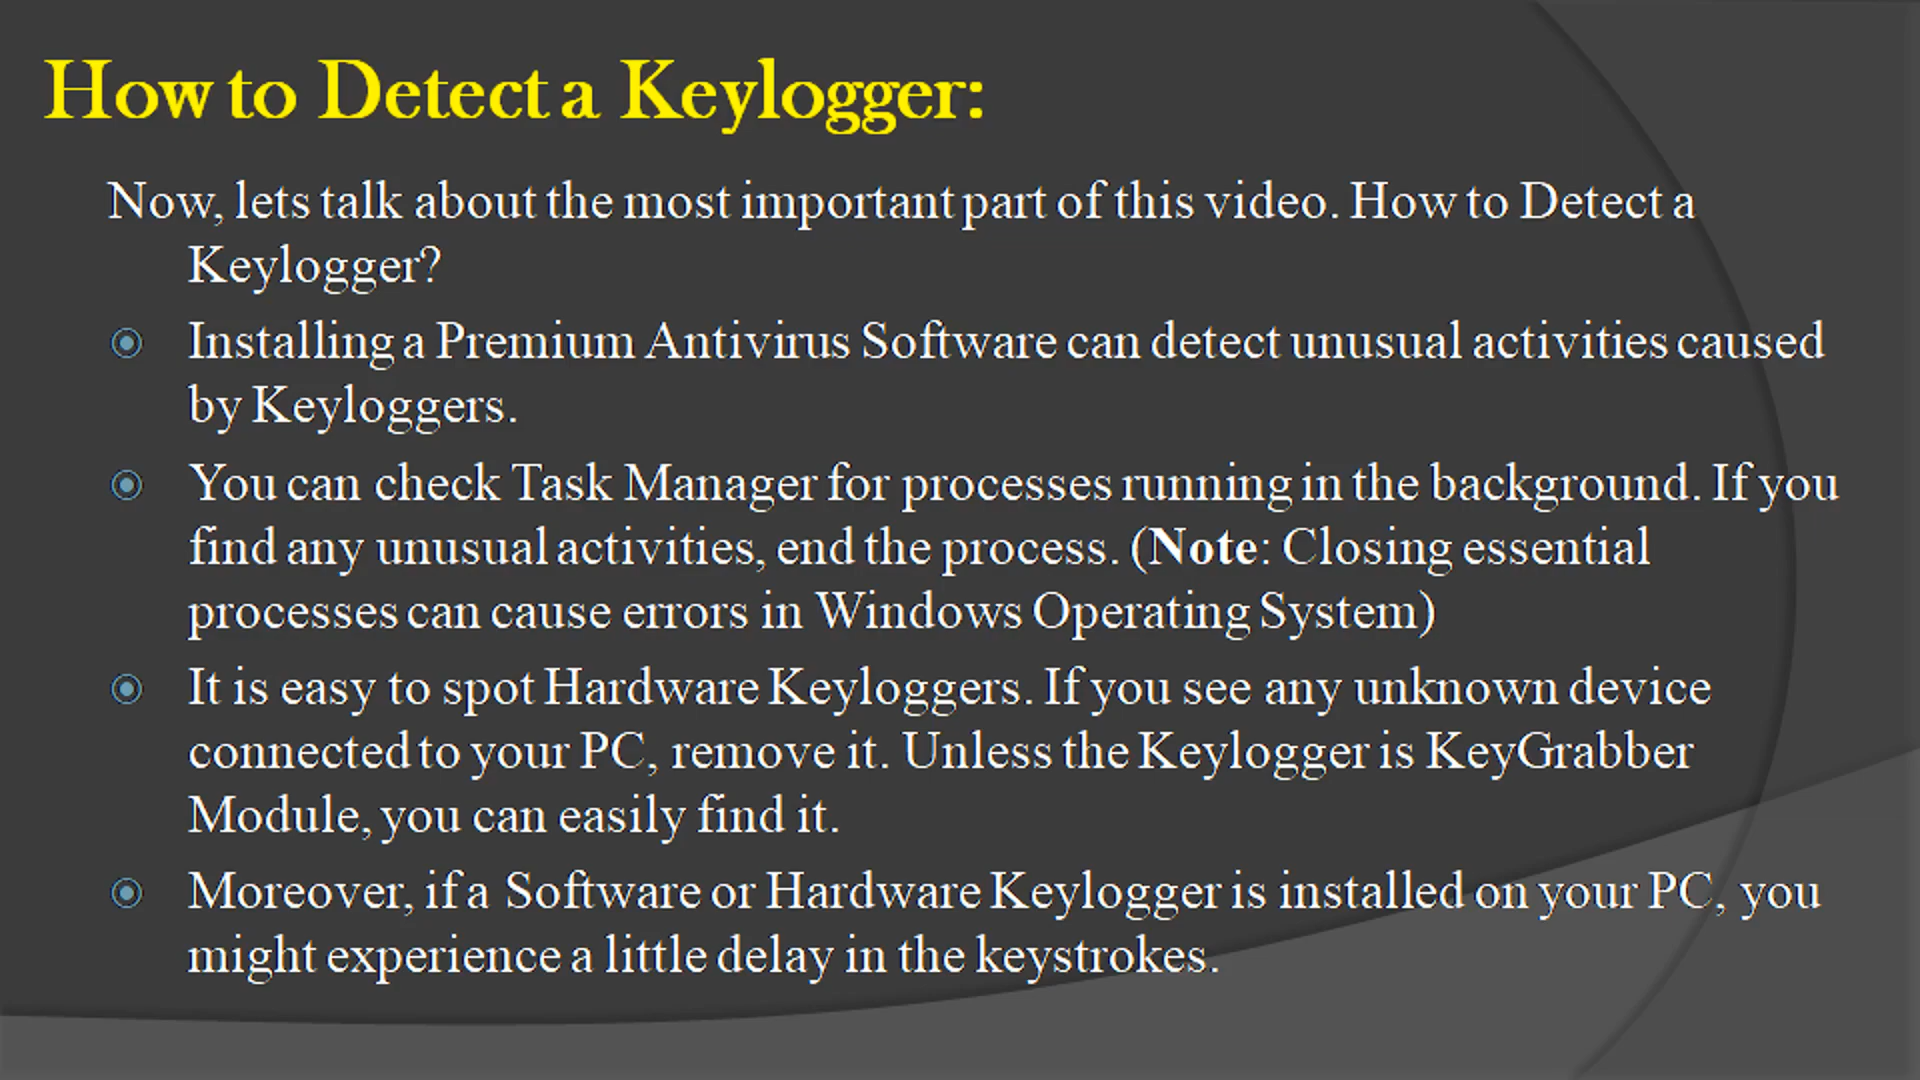 How to Detect a Keylogger:
Now, lets talk about the most important part of this video. How to Detect a
Keylogger?
Installing a Premium Antivirus Software can detect unusual activities caused
by Keyloggers.
You can check Task Manager for processes running in the background. If you
find any unusual activities, end the process. (Note: Closing essential
processes can cause errors in Windows Operating System)
It is easy to spot Hardware Keyloggers. If you see any unknown device
connected to your PC, remove it. Unless the Keylogger is KeyGrabber
Module, you can easily find it.
Moreover, if a Software or Hardware Keylogger is installed on your PC, you
might experience a little delay in the keystrokes.